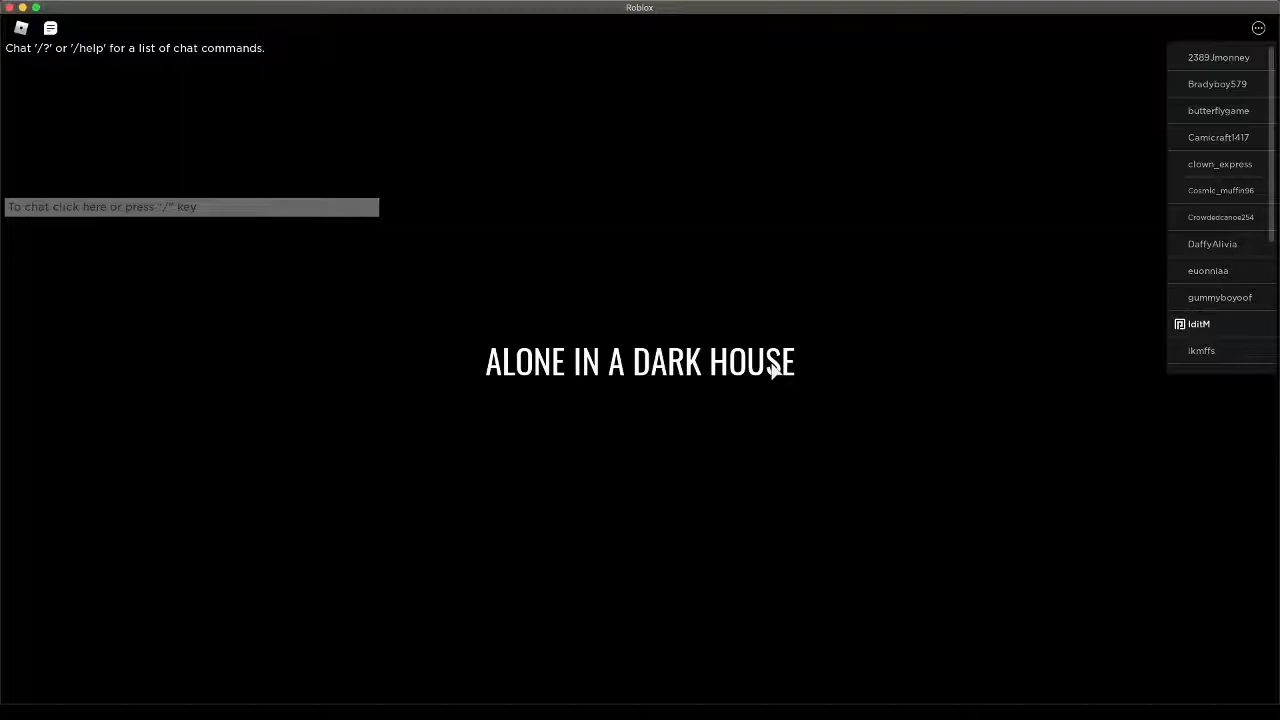 Roblox
Chat '/?' or '/help' for a list of chat commands.
To chat click here or press "/" key
ALONE IN A DARK HOUSE
2389Jmonney
Bradyboy579
butterflygame
Camicraft1417
clown_express
Cosmic_muffin96
Crowdedcanoe254
DaffyAlivia
euonniaa
gummyboyoof
IditM
ikmffs